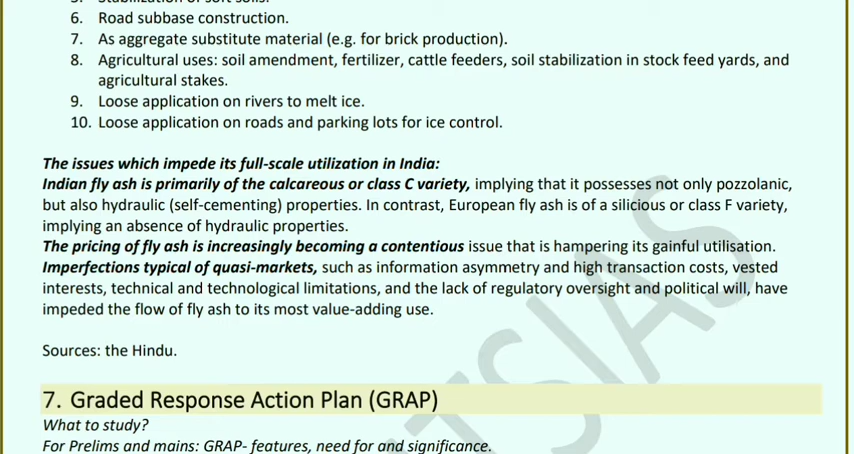 5. Stabilization of soft soils.
6. Road subbase construction.
7. As aggregate substitute material (e.g. for brick production).
8. Agricultural uses: soil amendment, fertilizer, cattle feeders, soil stabilization in stock feed yards, and
agricultural stakes.
9. Loose application on rivers to melt ice.
10. Loose application on roads and parking lots for ice control.
The issues which impede its full-scale utilization in India:
Indian fly ash is primarily of the calcareous or class C variety, implying that it possesses not only pozzolanic,
but also hydraulic (self-cementing) properties. In contrast, European fly ash is of a silicious or class F variety,
implying an absence of hydraulic properties.
The pricing of fly ash is increasingly becoming a contentious issue that is hampering its gainful utilisation.
Imperfections typical of quasi-markets, such as information asymmetry and high transaction costs, vested
interests, technical and technological limitations, and the lack of regulatory oversight and political will, have
impeded the flow of fly ash to its most value-adding use.
Sources: the Hindu.
7. Graded Response Action Plan (GRAP)
What to study?
For Prelims and mains: GRAP- features, need for and significance.
TSIAS